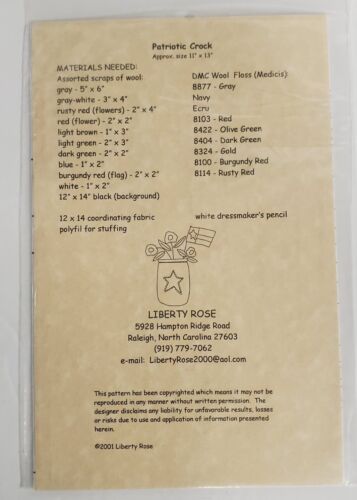 Patriotic Crock
Approx. size 11" x 13"
MATERIALS NEEDED:
Assorted scraps of wool:
gray - 5" x 6"
gray-white - 3" x 4"
rusty red (flowers) - 2" x 4"
red (flower) - 2" x 2"
light brown - 1" x 3"
light green - 2" x 3"
dark green - 2" x 2"
blue - 1" x 2"
burgundy red (flag) - 2" x 2"
white - 1" x 2"
12" x 14" black (background)
DMC Wool Floss (Medicis):
8877 - Gray
Navy
Ecru
8103 - Red
8422 - Olive Green
8404 - Dark Green
8324 - Gold
8100 - Burgundy Red
8114 - Rusty Red
12 x 14 coordinating fabric
polyfil for stuffing
white dressmaker's pencil
LIBERTY ROSE
5928 Hampton Ridge Road
Raleigh, North Carolina 27603
(919) 779-7062
e-mail: LibertyRose2000@aol.com
This pattern has been copyrighted which means it may not be
reproduced in any manner without written permission. The
designer disclaims any liability for unfavorable results, losses
or risks due to use and application of information presented
herein.
©2001 Liberty Rose